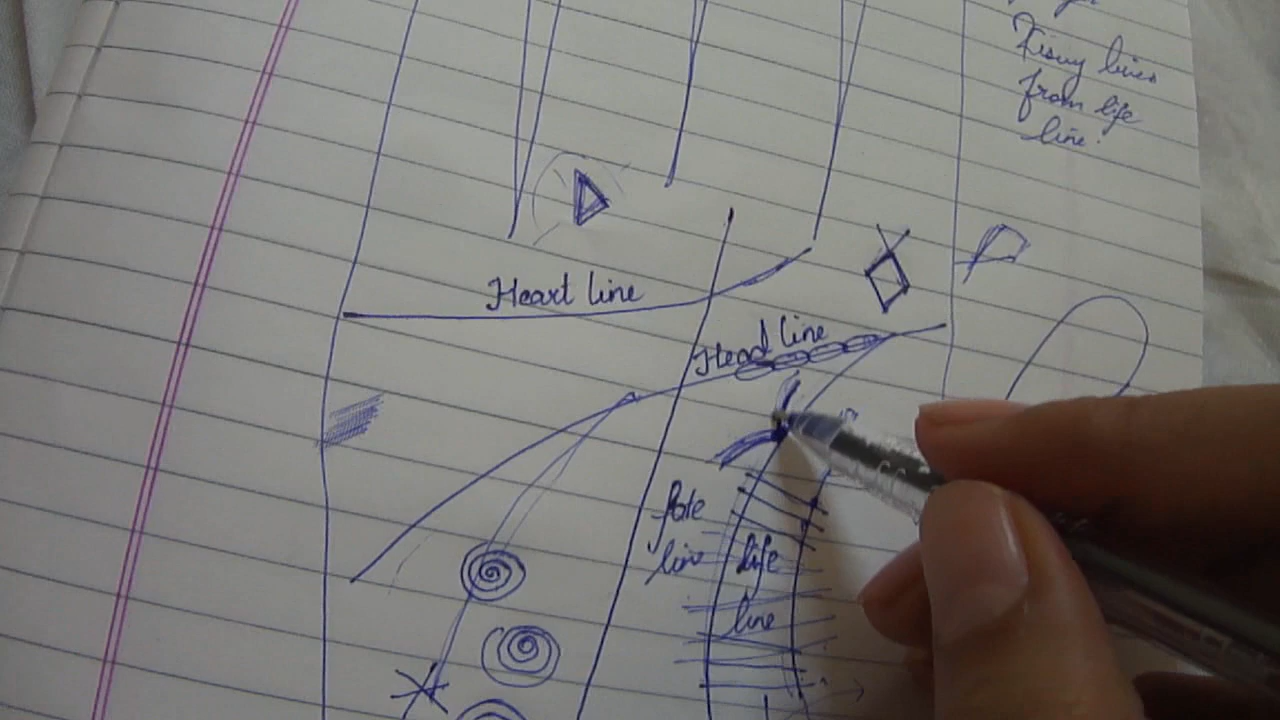 Rising lines
from life
line.
Heart line
Head line
fate
line
life
line